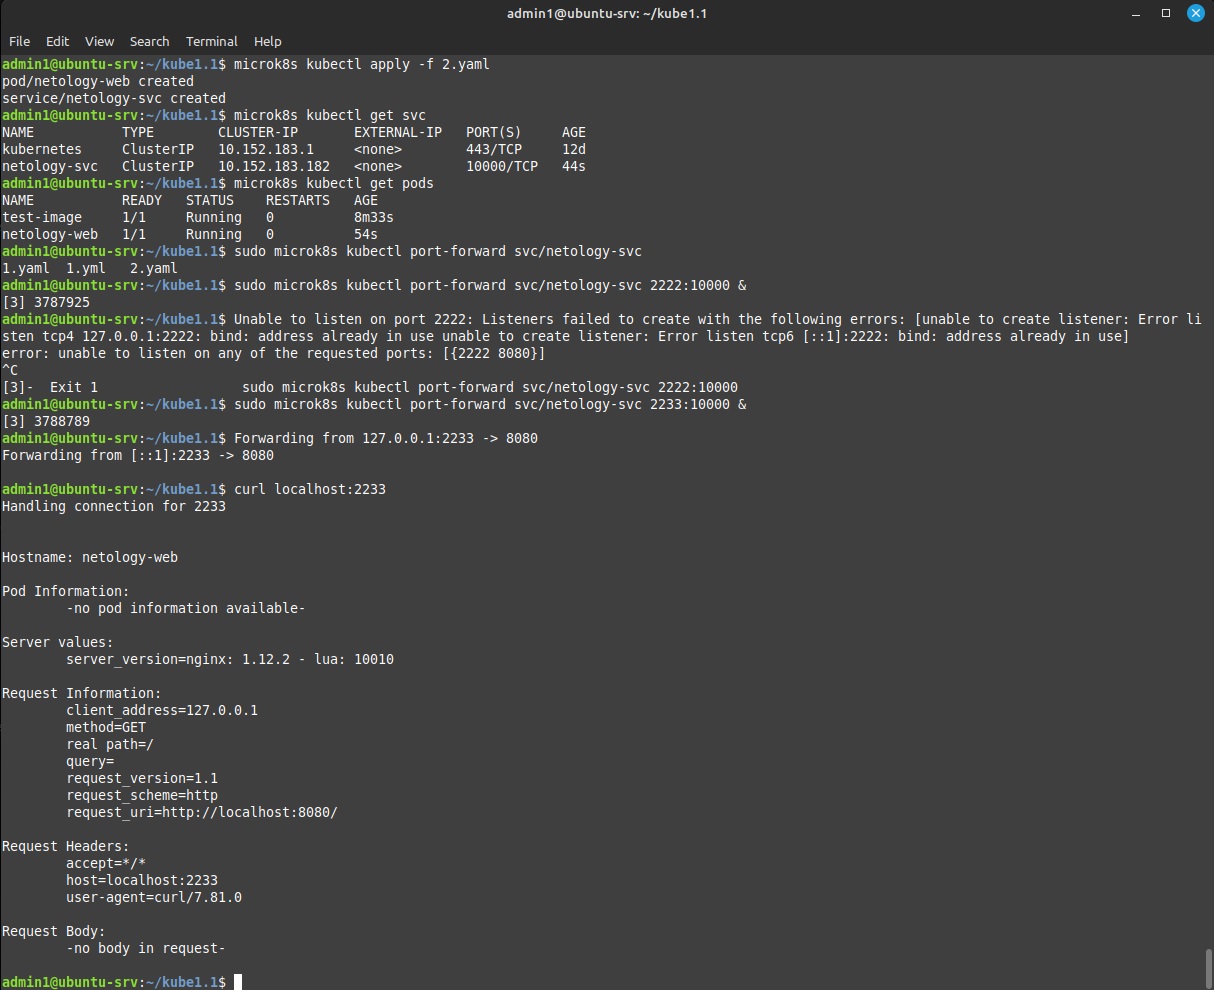 admin1@ubuntu-srv: ~/kube1.1
File Edit View Search Terminal Help
admin1@ubuntu-srv:~/kube1.1$ microk8s kubectl apply -f 2.yaml
pod/netology-web created
service/netology-svc created
admin1@ubuntu-srv:~/kube1.1$ microk8s kubectl get svc
NAME           TYPE        CLUSTER-IP       EXTERNAL-IP   PORT(S)     AGE
kubernetes     ClusterIP   10.152.183.1     <none>        443/TCP     12d
netology-svc   ClusterIP   10.152.183.182   <none>        10000/TCP   44s
admin1@ubuntu-srv:~/kube1.1$ microk8s kubectl get pods
NAME           READY   STATUS    RESTARTS   AGE
test-image     1/1     Running   0          8m33s
netology-web   1/1     Running   0          54s
admin1@ubuntu-srv:~/kube1.1$ sudo microk8s kubectl port-forward svc/netology-svc
1.yaml  1.yml   2.yaml
admin1@ubuntu-srv:~/kube1.1$ sudo microk8s kubectl port-forward svc/netology-svc 2222:10000 &
[3] 3787925
admin1@ubuntu-srv:~/kube1.1$ Unable to listen on port 2222: Listeners failed to create with the following errors: [unable to create listener: Error li
sten tcp4 127.0.0.1:2222: bind: address already in use unable to create listener: Error listen tcp6 [::1]:2222: bind: address already in use]
error: unable to listen on any of the requested ports: [{2222 8080}]
^C
[3]-  Exit 1                  sudo microk8s kubectl port-forward svc/netology-svc 2222:10000
admin1@ubuntu-srv:~/kube1.1$ sudo microk8s kubectl port-forward svc/netology-svc 2233:10000 &
[3] 3788789
admin1@ubuntu-srv:~/kube1.1$ Forwarding from 127.0.0.1:2233 -> 8080
Forwarding from [::1]:2233 -> 8080
admin1@ubuntu-srv:~/kube1.1$ curl localhost:2233
Handling connection for 2233
Hostname: netology-web
Pod Information:
-no pod information available-
Server values:
server_version=nginx: 1.12.2 - lua: 10010
Request Information:
client_address=127.0.0.1
method=GET
real path=/
query=
request_version=1.1
request_scheme=http
request_uri=http://localhost:8080/
Request Headers:
accept=*/*
host=localhost:2233
user-agent=curl/7.81.0
Request Body:
-no body in request-
admin1@ubuntu-srv:~/kube1.1$